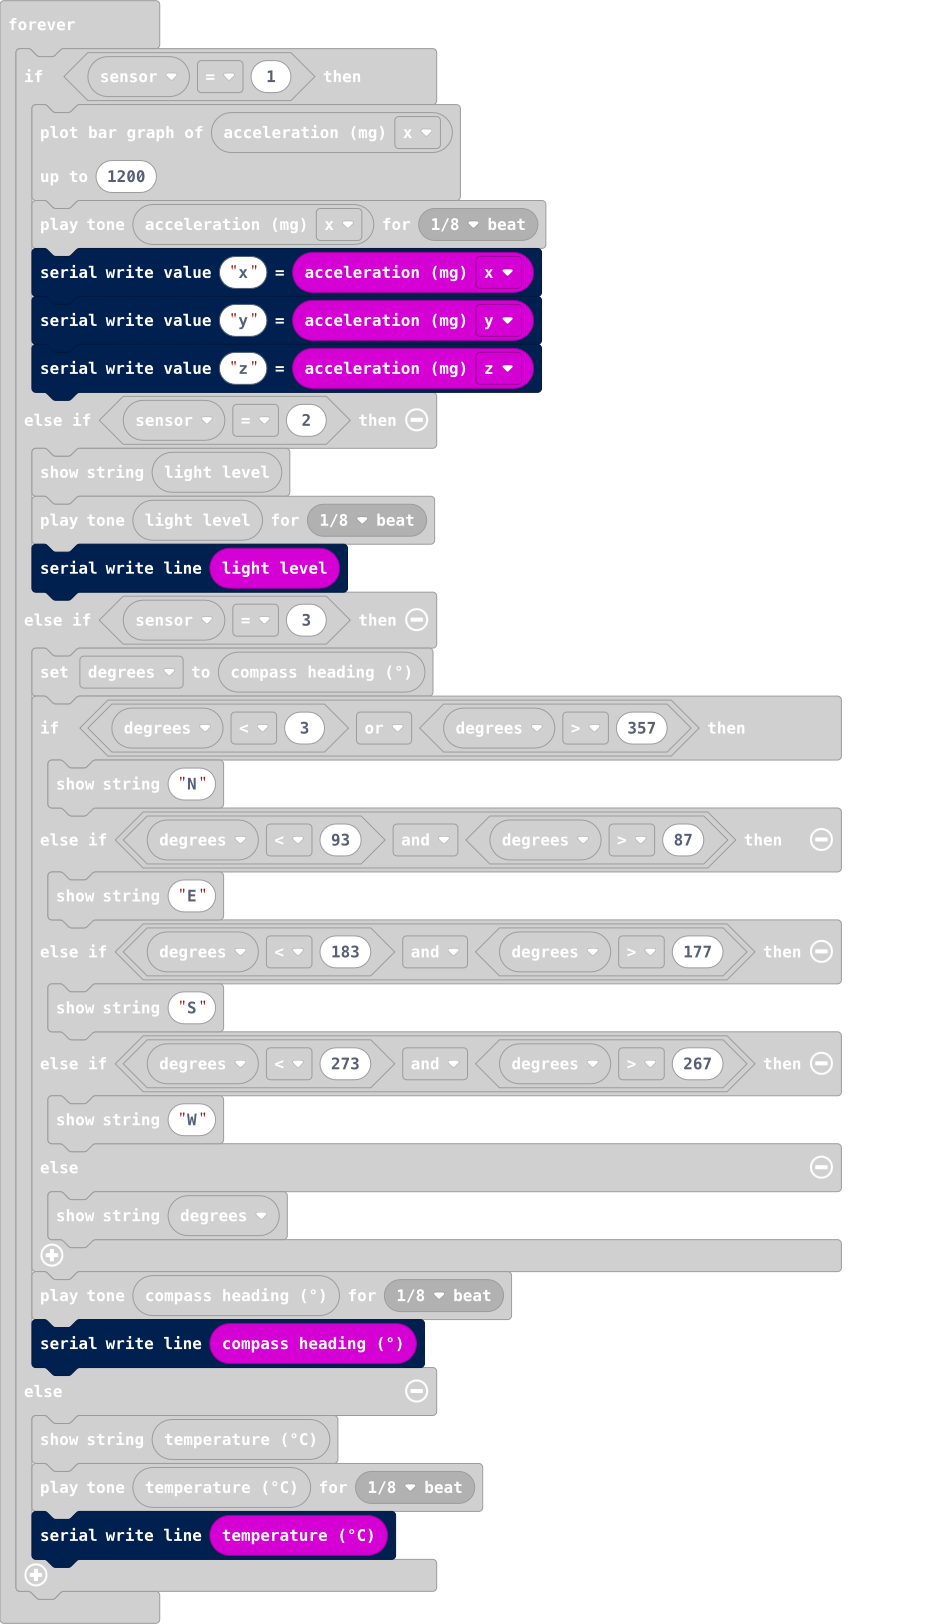 forever
if sensor = 1 then
plot bar graph of acceleration (mg) x
up to 1200
play tone acceleration (mg) x for 1/8 beat
serial write value "x" = acceleration (mg) x
serial write value "y" = acceleration (mg) y
serial write value "z" = acceleration (mg) z
else if sensor = 2 then
show string light level
play tone light level for 1/8 beat
serial write line light level
else if sensor = 3 then
set degrees to compass heading (°)
if degrees < 3 or degrees > 357 then
show string "N"
else if degrees < 93 and degrees > 87 then
show string "E"
else if degrees < 183 and degrees > 177 then
show string "S"
else if degrees < 273 and degrees > 267 then
show string "W"
else
show string degrees
play tone compass heading (°) for 1/8 beat
serial write line compass heading (°)
else
show string temperature (°C)
play tone temperature (°C) for 1/8 beat
serial write line temperature (°C)